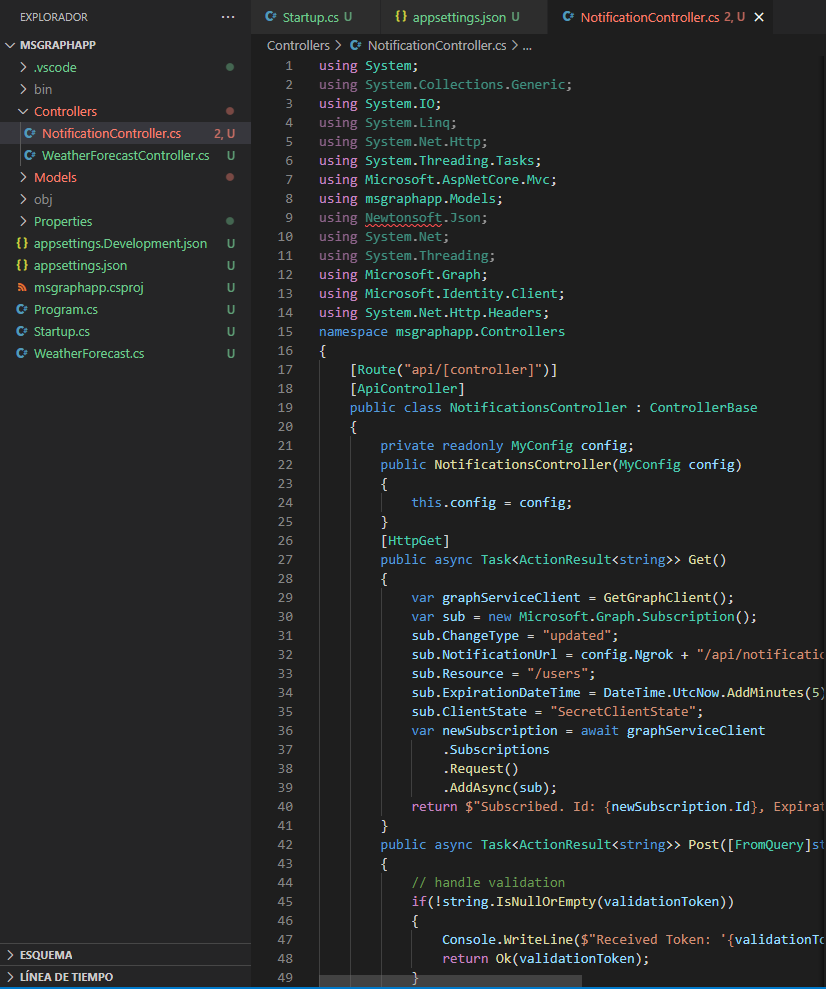 EXPLORADOR ...
MSGRAPHAPP
.vscode
bin
Controllers
C# NotificationController.cs 2, U
C# WeatherForecastController.cs U
Models
obj
Properties
{} appsettings.Development.json U
{} appsettings.json U
msgraphapp.csproj U
C# Program.cs U
C# Startup.cs U
C# WeatherForecast.cs U
ESQUEMA
LÍNEA DE TIEMPO
C# Startup.cs U {} appsettings.json U C# NotificationController.cs 2, U ×
Controllers > C# NotificationController.cs > ...
1 using System;
2 using System.Collections.Generic;
3 using System.IO;
4 using System.Linq;
5 using System.Net.Http;
6 using System.Threading.Tasks;
7 using Microsoft.AspNetCore.Mvc;
8 using msgraphapp.Models;
9 using Newtonsoft.Json;
10 using System.Net;
11 using System.Threading;
12 using Microsoft.Graph;
13 using Microsoft.Identity.Client;
14 using System.Net.Http.Headers;
15 namespace msgraphapp.Controllers
16 {
17 [Route("api/[controller]")]
18 [ApiController]
19 public class NotificationsController : ControllerBase
20 {
21 private readonly MyConfig config;
22 public NotificationsController(MyConfig config)
23 {
24 this.config = config;
25 }
26 [HttpGet]
27 public async Task<ActionResult<string>> Get()
28 {
29 var graphServiceClient = GetGraphClient();
30 var sub = new Microsoft.Graph.Subscription();
31 sub.ChangeType = "updated";
32 sub.NotificationUrl = config.Ngrok + "/api/notificatio
33 sub.Resource = "/users";
34 sub.ExpirationDateTime = DateTime.UtcNow.AddMinutes(5)
35 sub.ClientState = "SecretClientState";
36 var newSubscription = await graphServiceClient
37 .Subscriptions
38 .Request()
39 .AddAsync(sub);
40 return $"Subscribed. Id: {newSubscription.Id}, Expirat
41 }
42 public async Task<ActionResult<string>> Post([FromQuery]st
43 {
44 // handle validation
45 if(!string.IsNullOrEmpty(validationToken))
46 {
47 Console.WriteLine($"Received Token: '{validationTo
48 return Ok(validationToken);
49 }